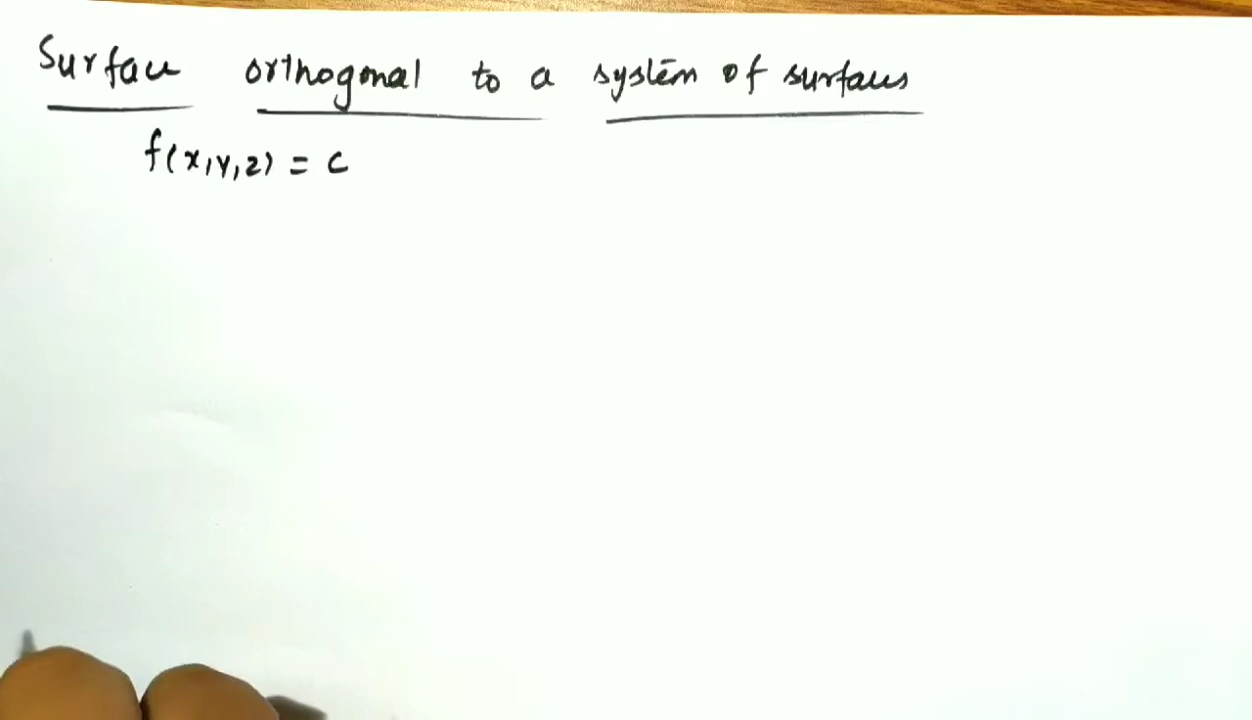 Surface orthogonal to a system of surfaces
f(x,y,z) = c